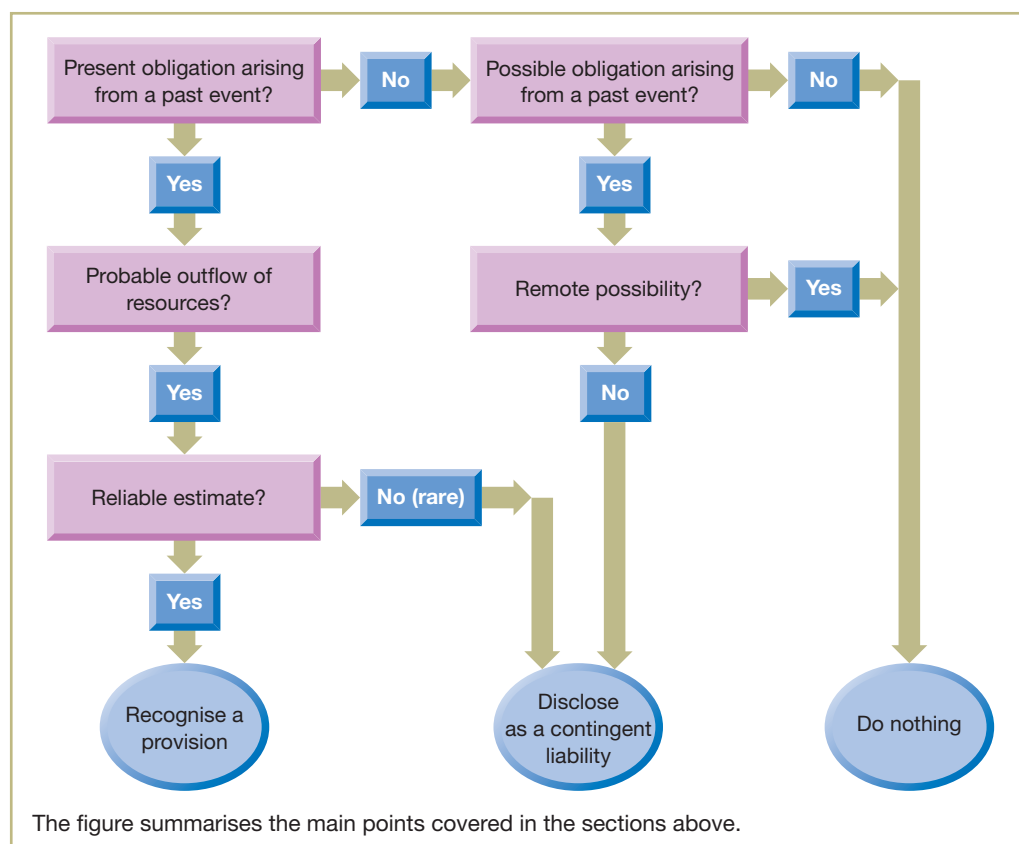 Present obligation arising
from a past event?
No
Possible obligation arising
from a past event?
No
Yes
Yes
Probable outflow of
resources?
Remote possibility?
Yes
Yes
No
Reliable estimate?
No (rare)
Yes
Recognise a
provision
Disclose
as a contingent
liability
Do nothing
The figure summarises the main points covered in the sections above.